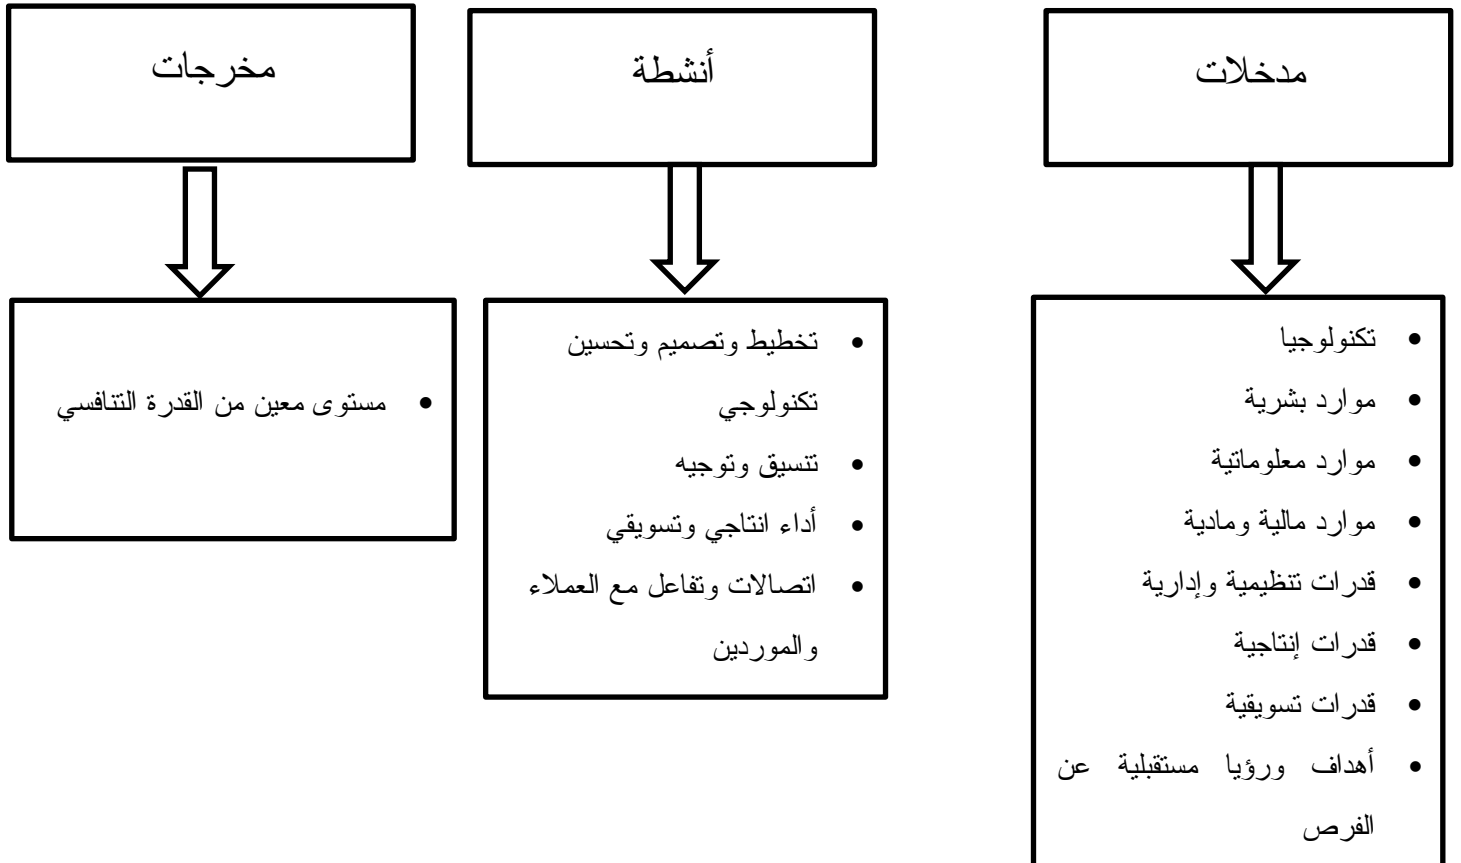 مدخلات
أنشطة
مخرجات
• تكنولوجيا
• موارد بشرية
• موارد معلوماتية
• موارد مالية ومادية
• قدرات تنظيمية وإدارية
• قدرات إنتاجية
• قدرات تسويقية
• أهداف ورؤيا مستقبلية عن
الفرص
• تخطيط وتصميم وتحسين
تكنولوجي
• تنسيق وتوجيه
• أداء انتاجي وتسويقي
• اتصالات وتفاعل مع العملاء
والموردين
• مستوى معين من القدرة التنافسي